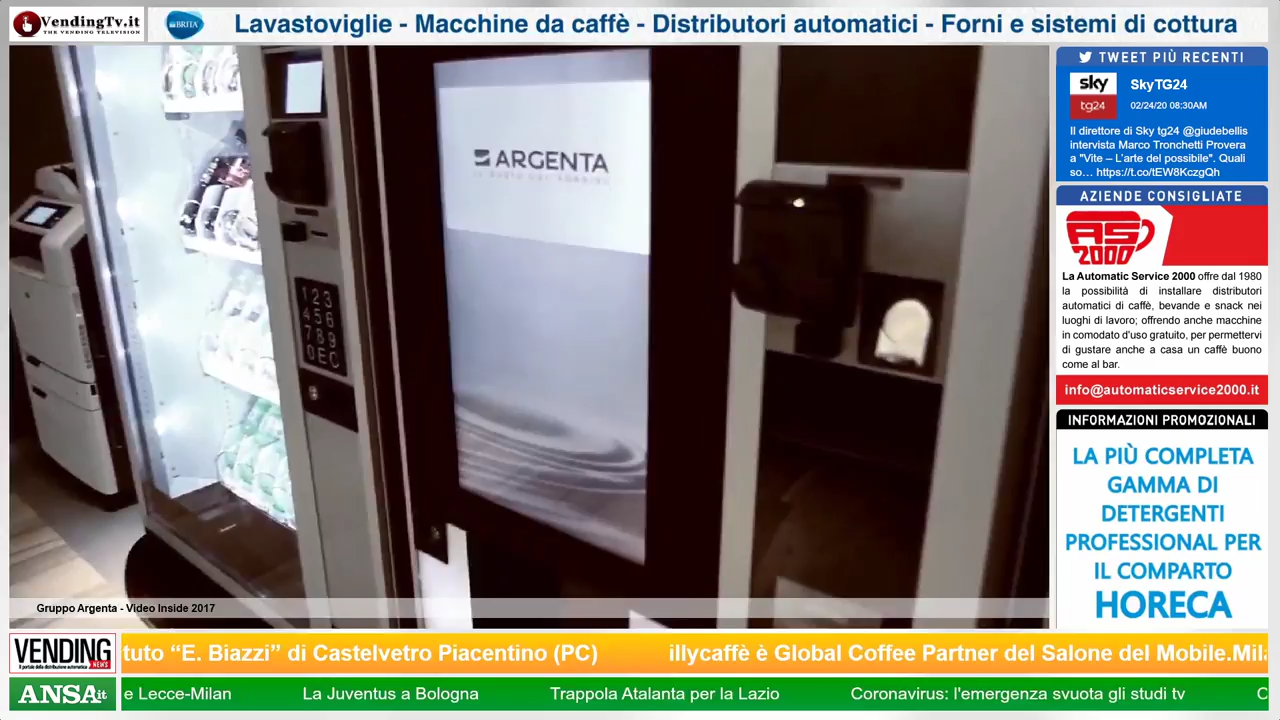 VendingTv.it
THE VENDING TELEVISION
BRITA
Lavastoviglie - Macchine da caffè - Distributori automatici - Forni e sistemi di cottura
ARGENTA
1 2 3
4 5 6
7 8 9
0 E C
Gruppo Argenta - Video Inside 2017
TWEET PIÙ RECENTI
sky
tg24
SkyTG24
02/24/20 08:30AM
Il direttore di Sky tg24 @giudebellis
intervista Marco Tronchetti Provera
a "Vite – L'arte del possibile". Quali
so… https://t.co/tEW8KczgQh
AZIENDE CONSIGLIATE
AS
2000
La Automatic Service 2000 offre dal 1980
la possibilità di installare distributori
automatici di caffè, bevande e snack nei
luoghi di lavoro; offrendo anche macchine
in comodato d'uso gratuito, per permettervi
di gustare anche a casa un caffè buono
come al bar.
info@automaticservice2000.it
INFORMAZIONI PROMOZIONALI
LA PIÙ COMPLETA
GAMMA DI
DETERGENTI
PROFESSIONAL PER
IL COMPARTO
HORECA
VENDING
NEWS
Il portale della distribuzione automatica
tuto “E. Biazzi” di Castelvetro Piacentino (PC) illycaffè è Global Coffee Partner del Salone del Mobile.Mila
ANSA.it
e Lecce-Milan La Juventus a Bologna Trappola Atalanta per la Lazio Coronavirus: l'emergenza svuota gli studi tv C